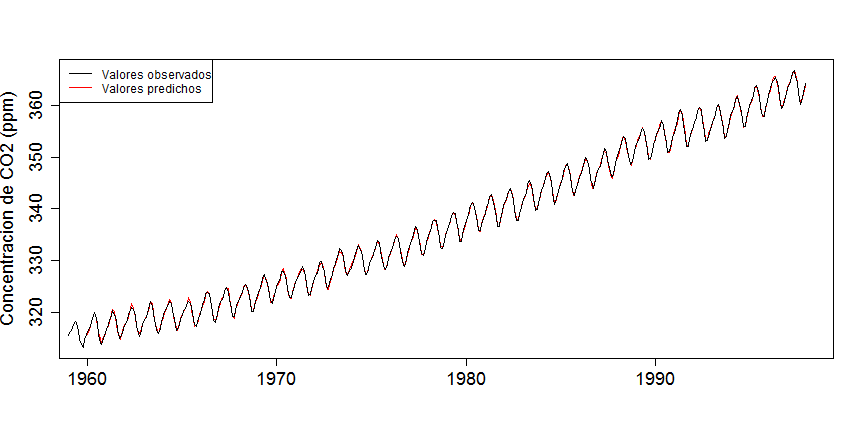 Valores observados
Valores predichos
Concentracion de CO2 (ppm)
360
350
340
330
320
1960 1970 1980 1990